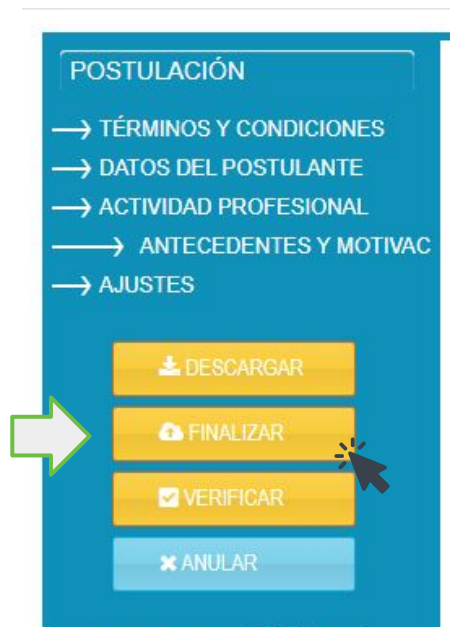 POSTULACIÓN
TÉRMINOS Y CONDICIONES
DATOS DEL POSTULANTE
ACTIVIDAD PROFESIONAL
ANTECEDENTES Y MOTIVAC
AJUSTES
DESCARGAR
FINALIZAR
VERIFICAR
ANULAR